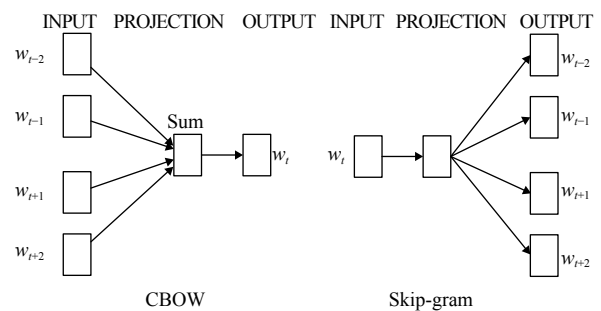 INPUT PROJECTION OUTPUT INPUT PROJECTION OUTPUT
w_{t−2} w_{t−2}
w_{t−1} w_{t−1}
Sum
w_t w_t
w_{t+1} w_{t+1}
w_{t+2} w_{t+2}
CBOW Skip-gram